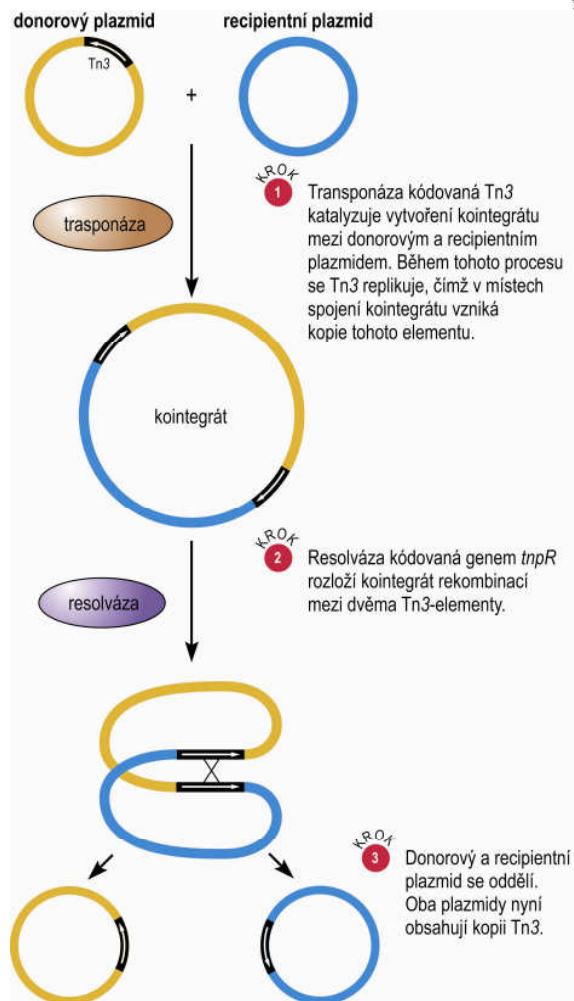 donorový plazmid
recipientní plazmid
Tn3
+
KROK
1
Transponáza kódovaná Tn3
katalyzuje vytvoření kointegrátu
mezi donorovým a recipientním
plazmidem. Během tohoto procesu
se Tn3 replikuje, čímž v místech
spojení kointegrátu vzniká
kopie tohoto elementu.
trasponáza
kointegrát
KROK
2
Resolváza kódovaná genem tnpR
rozloží kointegrát rekombinací
mezi dvěma Tn3-elementy.
resolváza
KROK
3
Donorový a recipientní
plazmid se oddělí.
Oba plazmidy nyní
obsahují kopii Tn3.